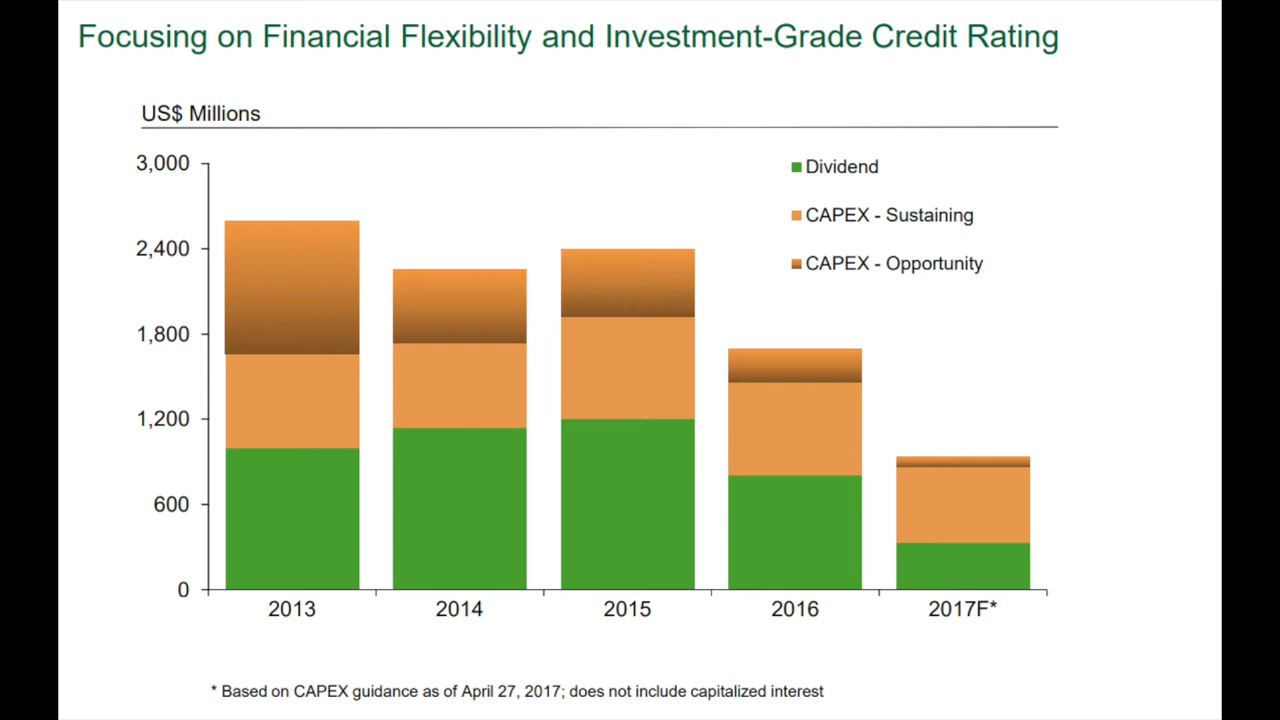 Focusing on Financial Flexibility and Investment-Grade Credit Rating
US$ Millions
3,000
2,400
1,800
1,200
600
0
Dividend
CAPEX - Sustaining
CAPEX - Opportunity
2013 2014 2015 2016 2017F*
* Based on CAPEX guidance as of April 27, 2017; does not include capitalized interest